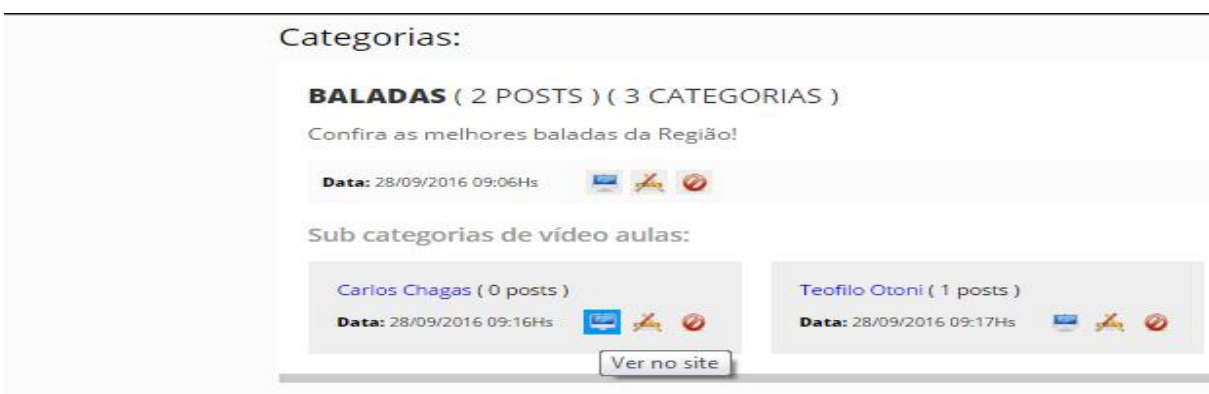 Categorias:
BALADAS ( 2 POSTS ) ( 3 CATEGORIAS )
Confira as melhores baladas da Região!
Data: 28/09/2016 09:06Hs
Sub categorias de vídeo aulas:
Carlos Chagas ( 0 posts )
Data: 28/09/2016 09:16Hs
Ver no site
Teofilo Otoni ( 1 posts )
Data: 28/09/2016 09:17Hs